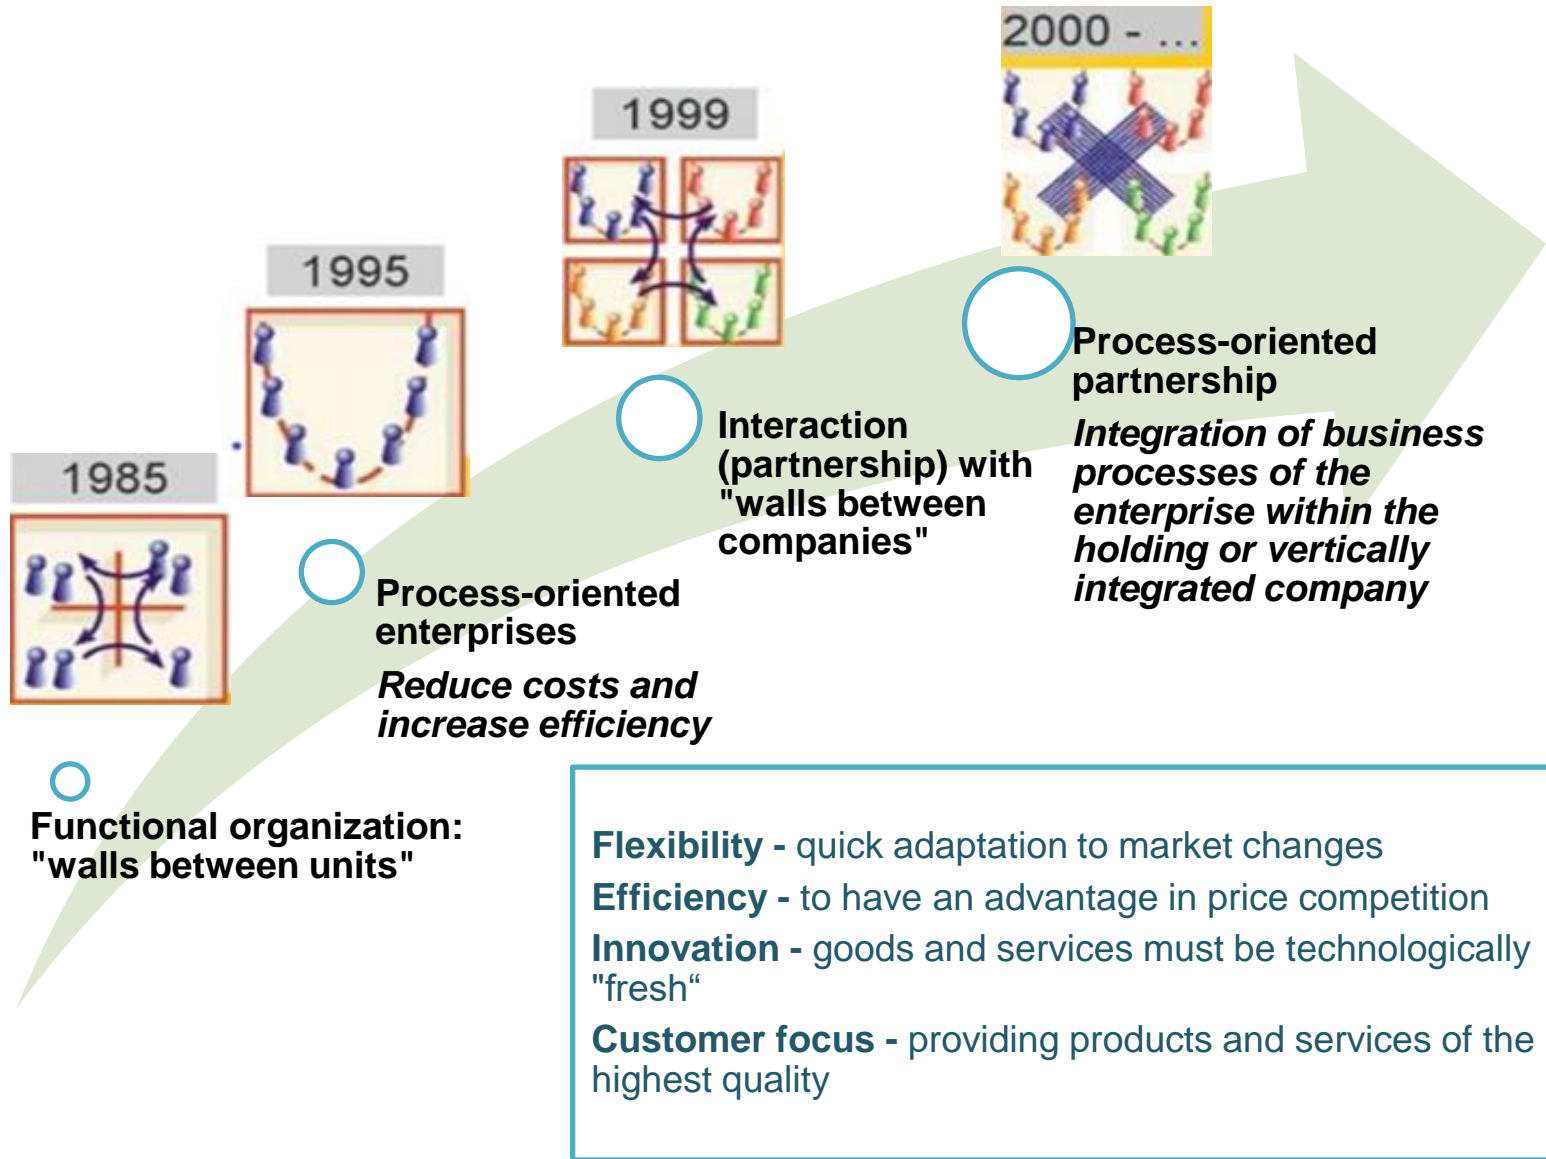 1985
Functional organization:
"walls between units"
1995
Process-oriented
enterprises
Reduce costs and
increase efficiency
1999
Interaction
(partnership) with
"walls between
companies"
2000 - ...
Process-oriented
partnership
Integration of business
processes of the
enterprise within the
holding or vertically
integrated company
Flexibility - quick adaptation to market changes
Efficiency - to have an advantage in price competition
Innovation - goods and services must be technologically
"fresh“
Customer focus - providing products and services of the
highest quality